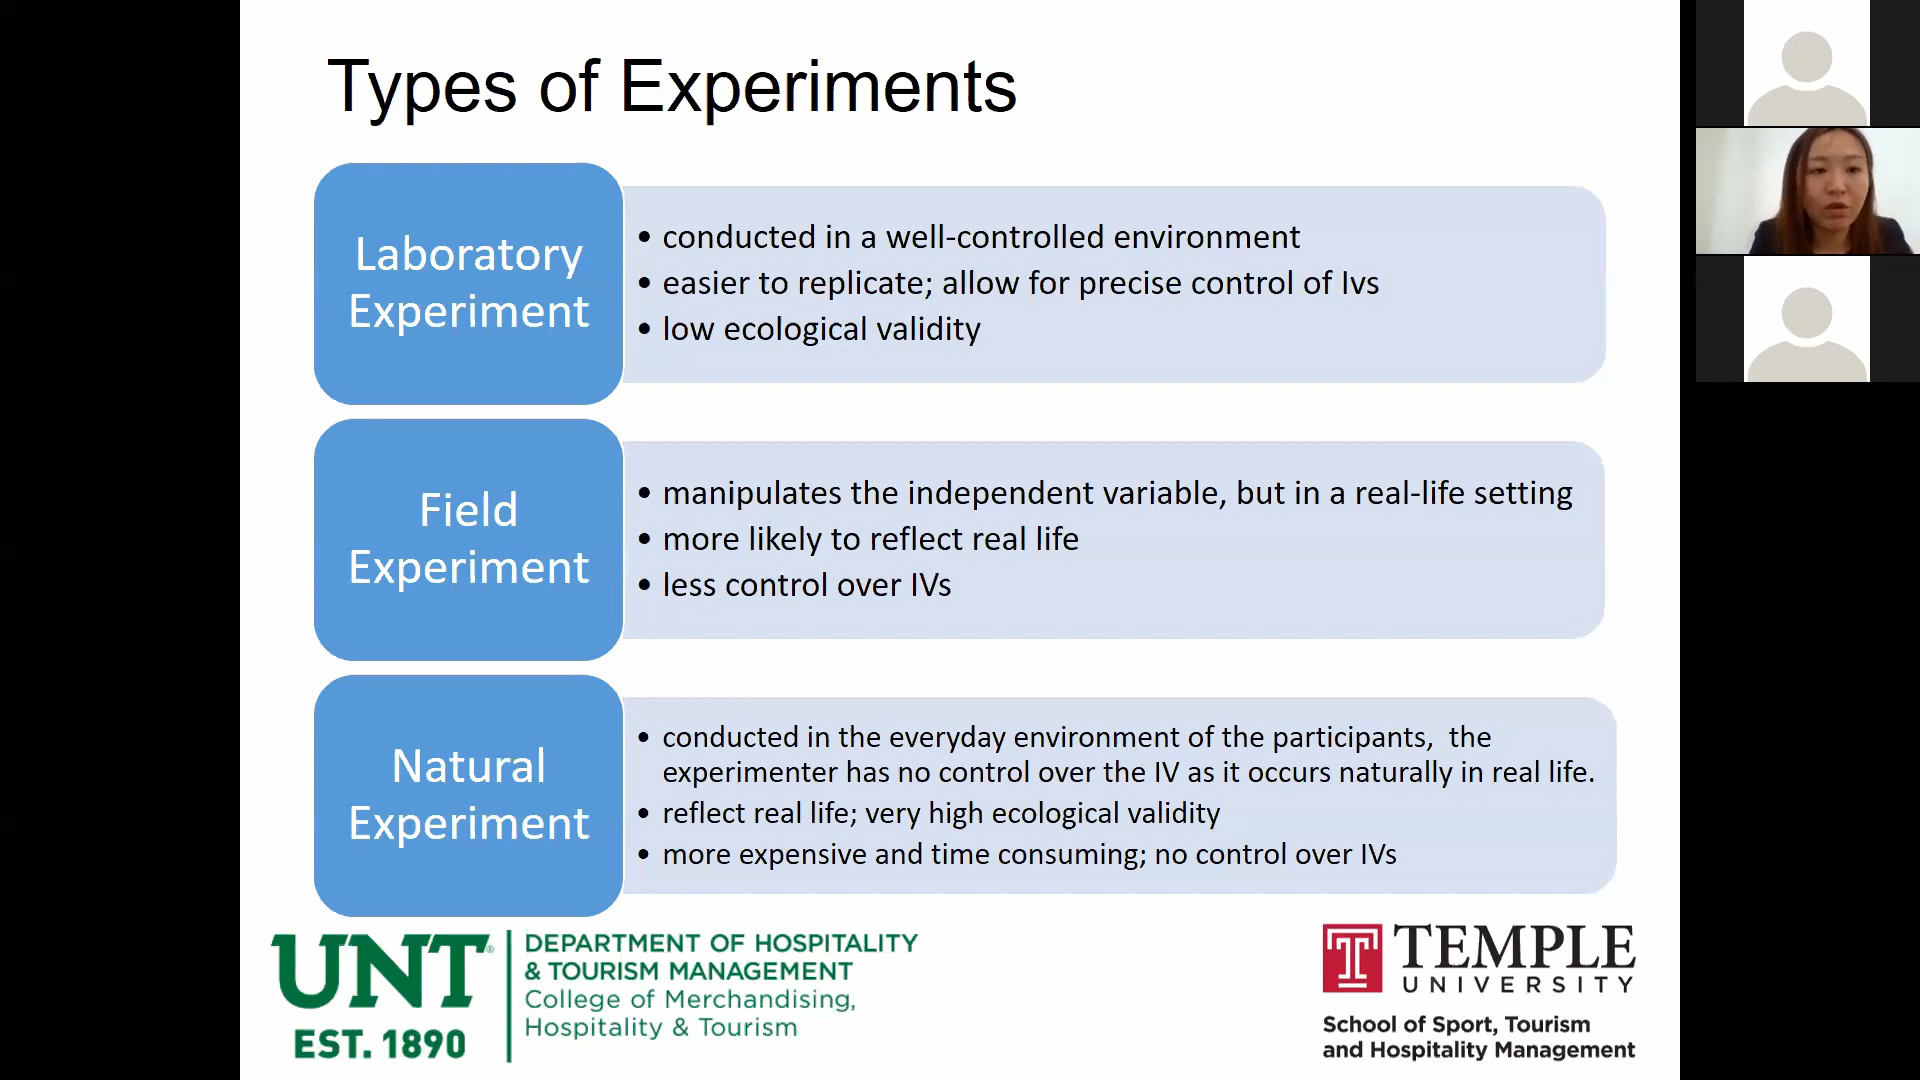 Types of Experiments
Laboratory
Experiment
• conducted in a well-controlled environment
• easier to replicate; allow for precise control of Ivs
• low ecological validity
Field
Experiment
• manipulates the independent variable, but in a real-life setting
• more likely to reflect real life
• less control over IVs
Natural
Experiment
• conducted in the everyday environment of the participants,  the
experimenter has no control over the IV as it occurs naturally in real life.
• reflect real life; very high ecological validity
• more expensive and time consuming; no control over IVs
UNT®
EST. 1890
DEPARTMENT OF HOSPITALITY
& TOURISM MANAGEMENT
College of Merchandising,
Hospitality & Tourism
T TEMPLE
UNIVERSITY
School of Sport, Tourism
and Hospitality Management